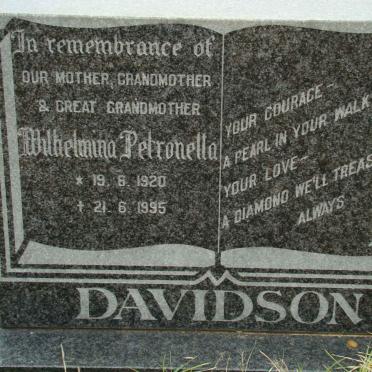 In remembrance of
OUR MOTHER, GRANDMOTHER
& GREAT GRANDMOTHER
Wilhelmina Petronella
* 19. 6. 1920
† 21. 6. 1995
YOUR COURAGE –
A PEARL IN YOUR WALK
YOUR LOVE –
A DIAMOND WE'LL TREAS
ALWAYS
DAVIDSON